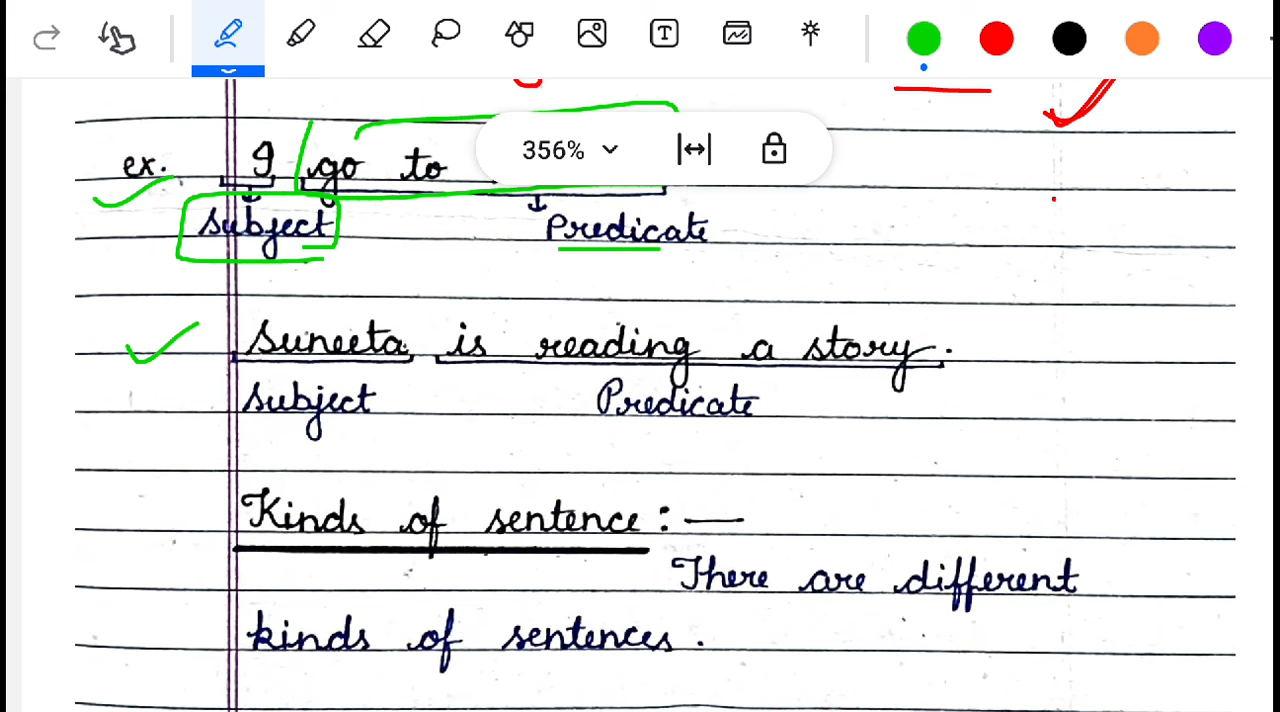 356%
ex. I go to
Subject Predicate
Suneeta is reading a story.
Subject Predicate
Kinds of sentence : —
There are different
kinds of sentences.